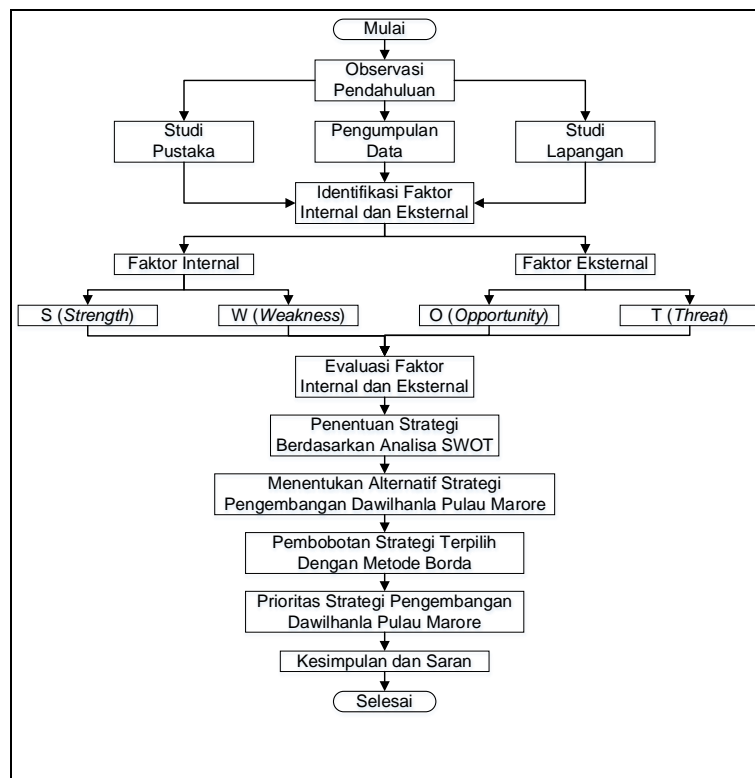 Mulai
Observasi
Pendahuluan
Studi
Pustaka
Pengumpulan
Data
Studi
Lapangan
Identifikasi Faktor
Internal dan Eksternal
Faktor Internal
Faktor Eksternal
S (Strength)
W (Weakness)
O (Opportunity)
T (Threat)
Evaluasi Faktor
Internal dan Eksternal
Penentuan Strategi
Berdasarkan Analisa SWOT
Menentukan Alternatif Strategi
Pengembangan Dawilhanla Pulau Marore
Pembobotan Strategi Terpilih
Dengan Metode Borda
Prioritas Strategi Pengembangan
Dawilhanla Pulau Marore
Kesimpulan dan Saran
Selesai